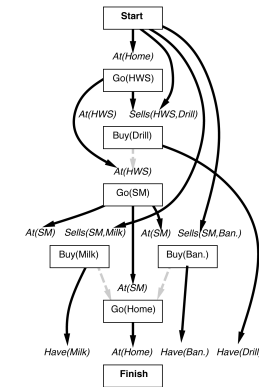 Start
At(Home)
Go(HWS)
At(HWS) Sells(HWS,Drill)
Buy(Drill)
At(HWS)
Go(SM)
At(SM) Sells(SM,Milk) At(SM) Sells(SM,Ban.)
Buy(Milk) Buy(Ban.)
At(SM)
Go(Home)
Have(Milk) At(Home) Have(Ban.) Have(Drill
Finish